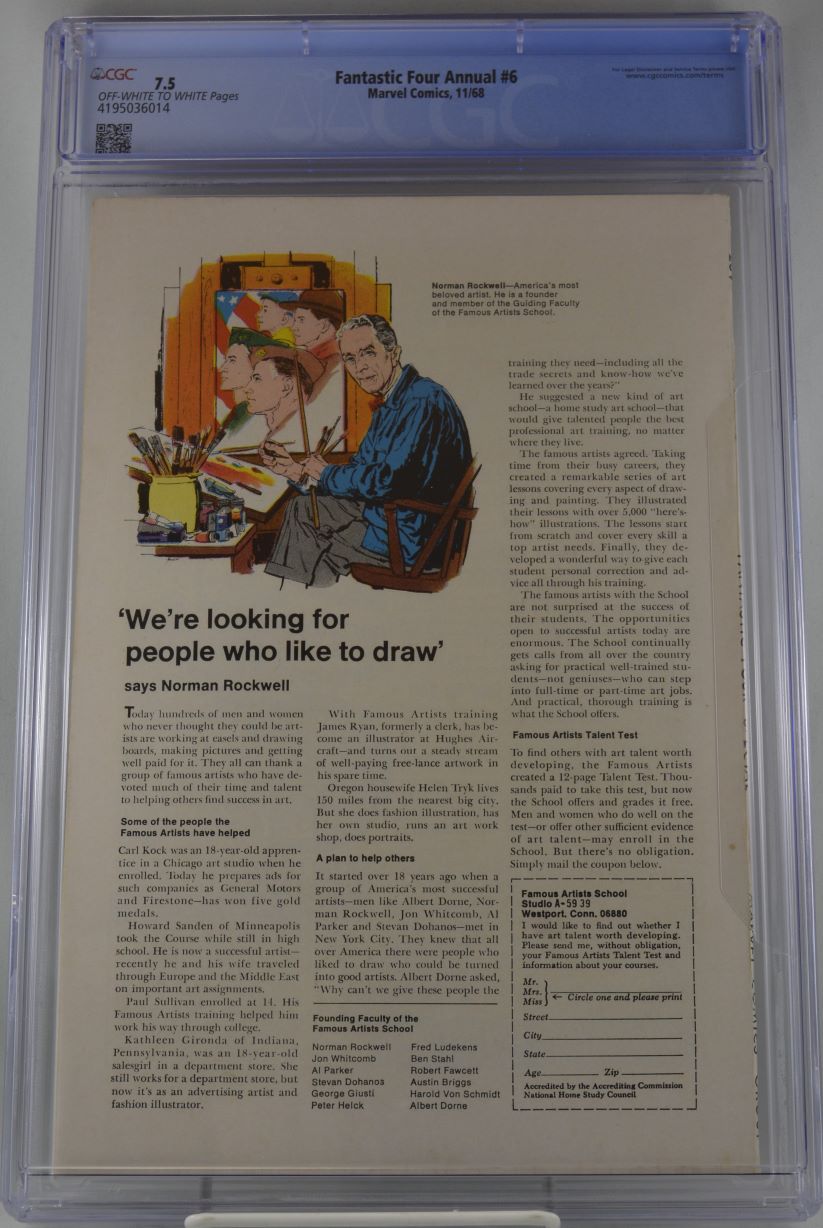 CGC
7.5
OFF-WHITE TO WHITE Pages
4195036014
Fantastic Four Annual #6
Marvel Comics, 11/68
For Legal Disclaimer and Service Terms please visit
www.cgccomics.com/terms
Norman Rockwell—America's most
beloved artist. He is a founder
and member of the Guiding Faculty
of the Famous Artists School.
'We're looking for
people who like to draw'
says Norman Rockwell
Today hundreds of men and women
who never thought they could be art-
ists are working at easels and drawing
boards, making pictures and getting
well paid for it. They all can thank a
group of famous artists who have de-
voted much of their time and talent
to helping others find success in art.
Some of the people the
Famous Artists have helped
Carl Kock was an 18-year-old appren-
tice in a Chicago art studio when he
enrolled. Today he prepares ads for
such companies as General Motors
and Firestone—has won five gold
medals.
Howard Sanden of Minneapolis
took the Course while still in high
school. He is now a successful artist—
recently he and his wife traveled
through Europe and the Middle East
on important art assignments.
Paul Sullivan enrolled at 14. His
Famous Artists training helped him
work his way through college.
Kathleen Gironda of Indiana,
Pennsylvania, was an 18-year-old
salesgirl in a department store. She
still works for a department store, but
now it's as an advertising artist and
fashion illustrator.
With Famous Artists training
James Ryan, formerly a clerk, has be-
come an illustrator at Hughes Air-
craft—and turns out a steady stream
of well-paying free-lance artwork in
his spare time.
Oregon housewife Helen Tryk lives
150 miles from the nearest big city.
But she does fashion illustration, has
her own studio, runs an art work
shop, does portraits.
A plan to help others
It started over 18 years ago when a
group of America's most successful
artists—men like Albert Dorne, Nor-
man Rockwell, Jon Whitcomb, Al
Parker and Stevan Dohanos—met in
New York City. They knew that all
over America there were people who
liked to draw who could be turned
into good artists. Albert Dorne asked,
"Why can't we give these people the
Founding Faculty of the
Famous Artists School
Norman Rockwell
Jon Whitcomb
Al Parker
Stevan Dohanos
George Giusti
Peter Helck
Fred Ludekens
Ben Stahl
Robert Fawcett
Austin Briggs
Harold Von Schmidt
Albert Dorne
training they need—including all the
trade secrets and know-how we've
learned over the years?"
He suggested a new kind of art
school—a home study art school—that
would give talented people the best
professional art training, no matter
where they live.
The famous artists agreed. Taking
time from their busy careers, they
created a remarkable series of art
lessons covering every aspect of draw-
ing and painting. They illustrated
their lessons with over 5,000 "here's-
how" illustrations. The lessons start
from scratch and cover every skill a
top artist needs. Finally, they de-
veloped a wonderful way to give each
student personal correction and ad-
vice all through his training.
The famous artists with the School
are not surprised at the success of
their students. The opportunities
open to successful artists today are
enormous. The School continually
gets calls from all over the country
asking for practical well-trained stu-
dents—not geniuses—who can step
into full-time or part-time art jobs.
And practical, thorough training is
what the School offers.
Famous Artists Talent Test
To find others with art talent worth
developing, the Famous Artists
created a 12-page Talent Test. Thou-
sands paid to take this test, but now
the School offers and grades it free.
Men and women who do well on the
test—or offer other sufficient evidence
of art talent—may enroll in the
School. But there's no obligation.
Simply mail the coupon below.
Famous Artists School
Studio A-5939
Westport, Conn. 06880
I would like to find out whether I
have art talent worth developing.
Please send me, without obligation,
your Famous Artists Talent Test and
information about your courses.
Mr.
Mrs.
Miss
← Circle one and please print
Street
City
State
Age Zip
Accredited by the Accrediting Commission
National Home Study Council